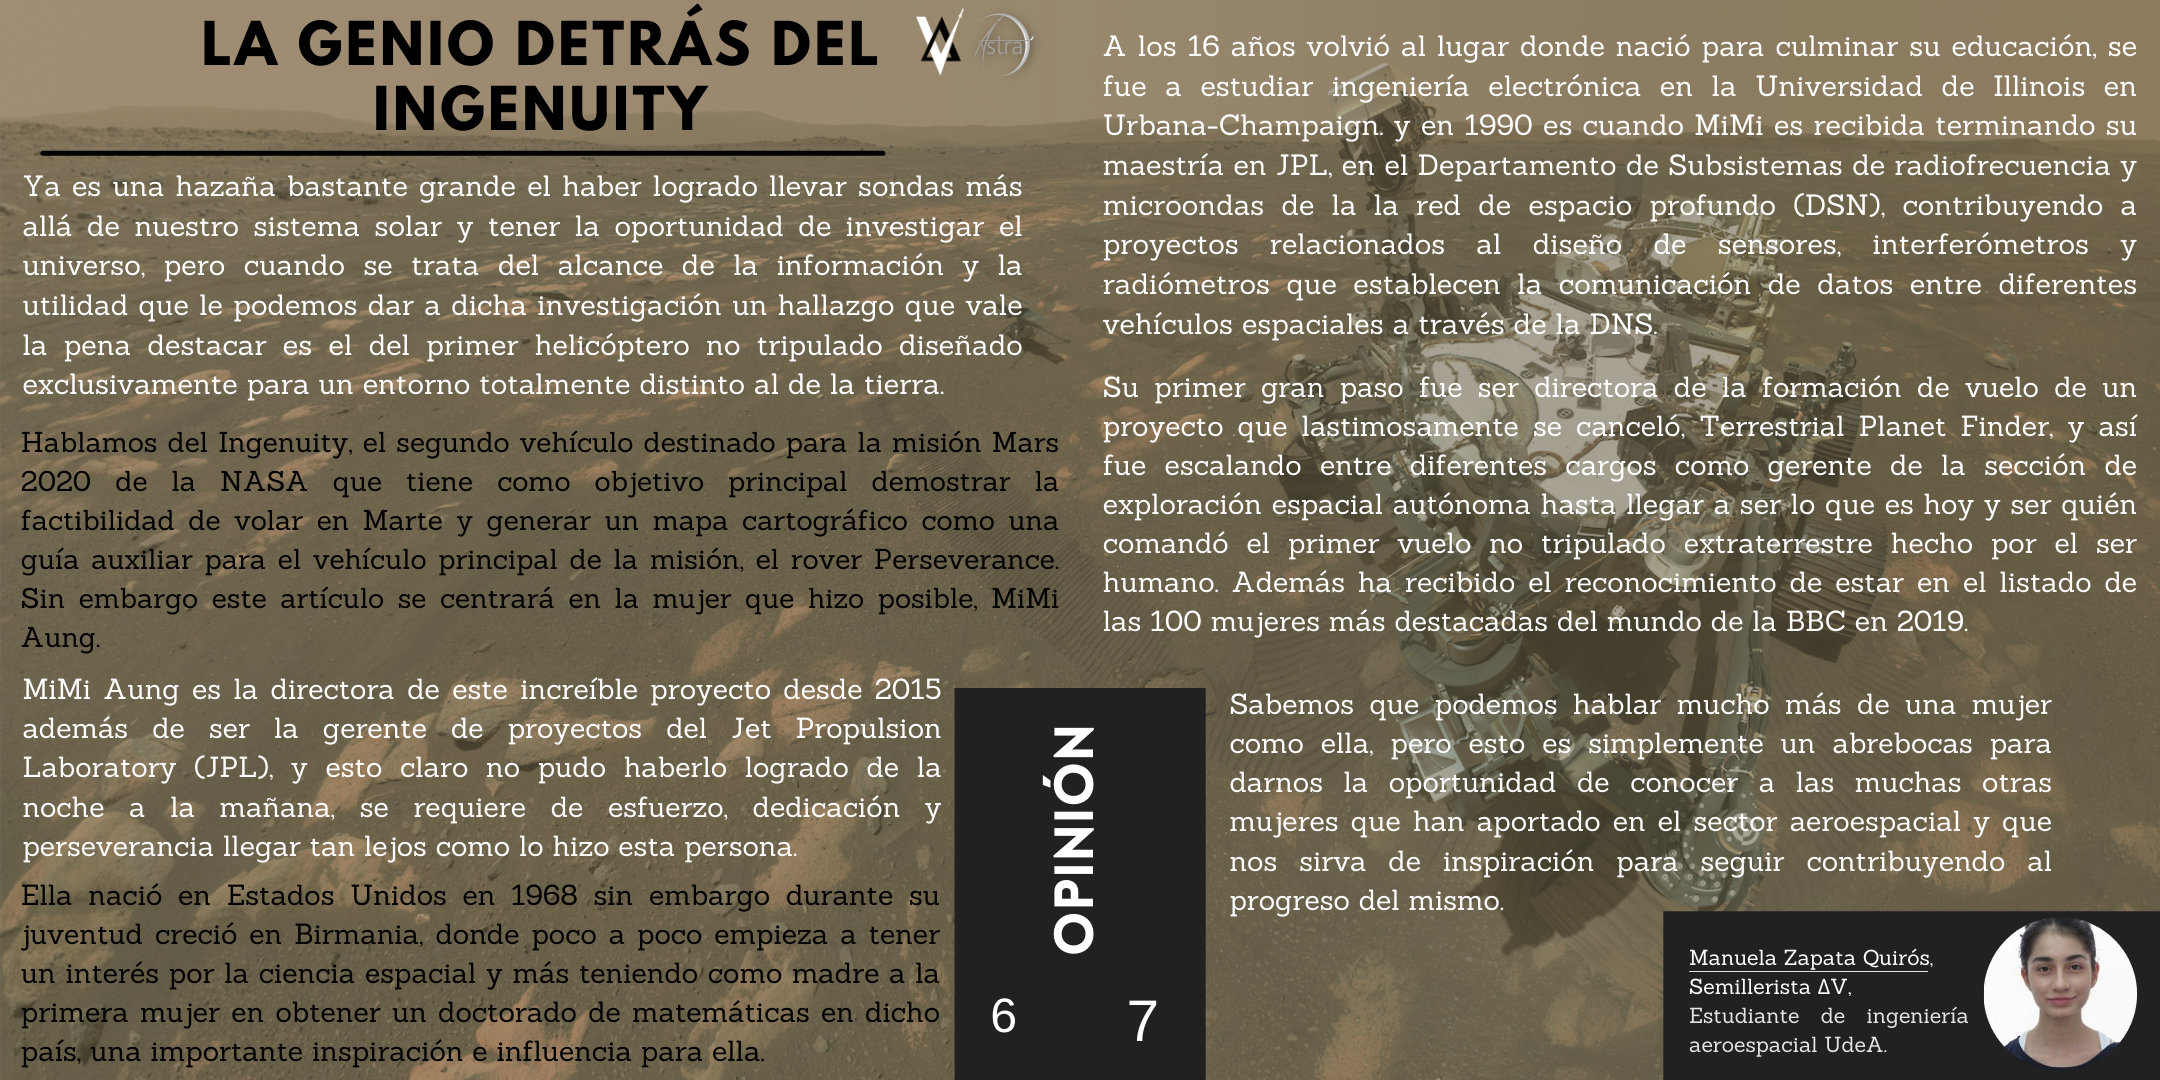 LA GENIO DETRÁS DEL
INGENUITY
Astra
Ya es una hazaña bastante grande el haber logrado llevar sondas más
allá de nuestro sistema solar y tener la oportunidad de investigar el
universo, pero cuando se trata del alcance de la información y la
utilidad que le podemos dar a dicha investigación un hallazgo que vale
la pena destacar es el del primer helicóptero no tripulado diseñado
exclusivamente para un entorno totalmente distinto al de la tierra.
Hablamos del Ingenuity, el segundo vehículo destinado para la misión Mars
2020 de la NASA que tiene como objetivo principal demostrar la
factibilidad de volar en Marte y generar un mapa cartográfico como una
guía auxiliar para el vehículo principal de la misión, el rover Perseverance.
Sin embargo este artículo se centrará en la mujer que hizo posible, MiMi
Aung.
MiMi Aung es la directora de este increíble proyecto desde 2015
además de ser la gerente de proyectos del Jet Propulsion
Laboratory (JPL), y esto claro no pudo haberlo logrado de la
noche a la mañana, se requiere de esfuerzo, dedicación y
perseverancia llegar tan lejos como lo hizo esta persona.
Ella nació en Estados Unidos en 1968 sin embargo durante su
juventud creció en Birmania, donde poco a poco empieza a tener
un interés por la ciencia espacial y más teniendo como madre a la
primera mujer en obtener un doctorado de matemáticas en dicho
país, una importante inspiración e influencia para ella.
A los 16 años volvió al lugar donde nació para culminar su educación, se
fue a estudiar ingeniería electrónica en la Universidad de Illinois en
Urbana-Champaign. y en 1990 es cuando MiMi es recibida terminando su
maestría en JPL, en el Departamento de Subsistemas de radiofrecuencia y
microondas de la la red de espacio profundo (DSN), contribuyendo a
proyectos relacionados al diseño de sensores, interferómetros y
radiómetros que establecen la comunicación de datos entre diferentes
vehículos espaciales a través de la DNS.
Su primer gran paso fue ser directora de la formación de vuelo de un
proyecto que lastimosamente se canceló, Terrestrial Planet Finder, y así
fue escalando entre diferentes cargos como gerente de la sección de
exploración espacial autónoma hasta llegar a ser lo que es hoy y ser quién
comandó el primer vuelo no tripulado extraterrestre hecho por el ser
humano. Además ha recibido el reconocimiento de estar en el listado de
las 100 mujeres más destacadas del mundo de la BBC en 2019.
Sabemos que podemos hablar mucho más de una mujer
como ella, pero esto es simplemente un abrebocas para
darnos la oportunidad de conocer a las muchas otras
mujeres que han aportado en el sector aeroespacial y que
nos sirva de inspiración para seguir contribuyendo al
progreso del mismo.
OPINIÓN
6
7
Manuela Zapata Quirós,
Semillerista ΔV,
Estudiante de ingeniería
aeroespacial UdeA.